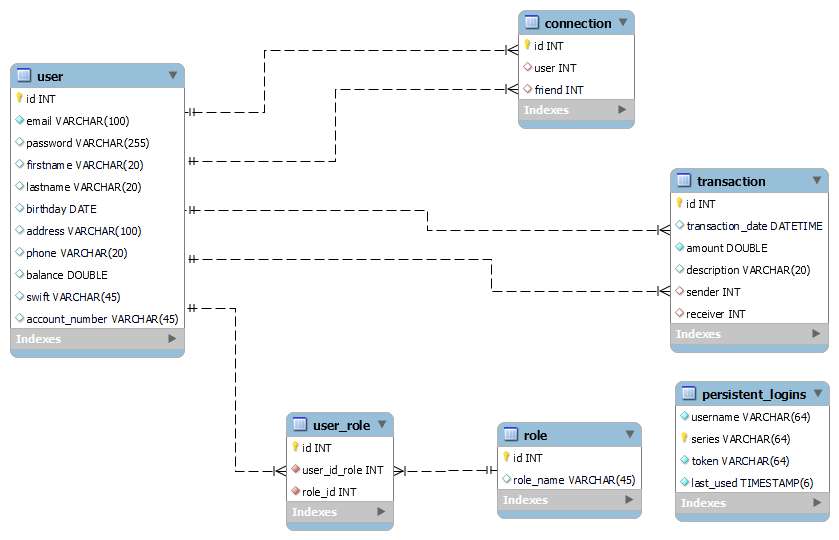 connection
id INT
user INT
friend INT
Indexes
user
id INT
email VARCHAR(100)
password VARCHAR(255)
firstname VARCHAR(20)
lastname VARCHAR(20)
birthday DATE
address VARCHAR(100)
phone VARCHAR(20)
balance DOUBLE
swift VARCHAR(45)
account_number VARCHAR(45)
Indexes
transaction
id INT
transaction_date DATETIME
amount DOUBLE
description VARCHAR(20)
sender INT
receiver INT
Indexes
persistent_logins
username VARCHAR(64)
series VARCHAR(64)
token VARCHAR(64)
last_used TIMESTAMP(6)
Indexes
user_role
id INT
user_id_role INT
role_id INT
Indexes
role
id INT
role_name VARCHAR(45)
Indexes